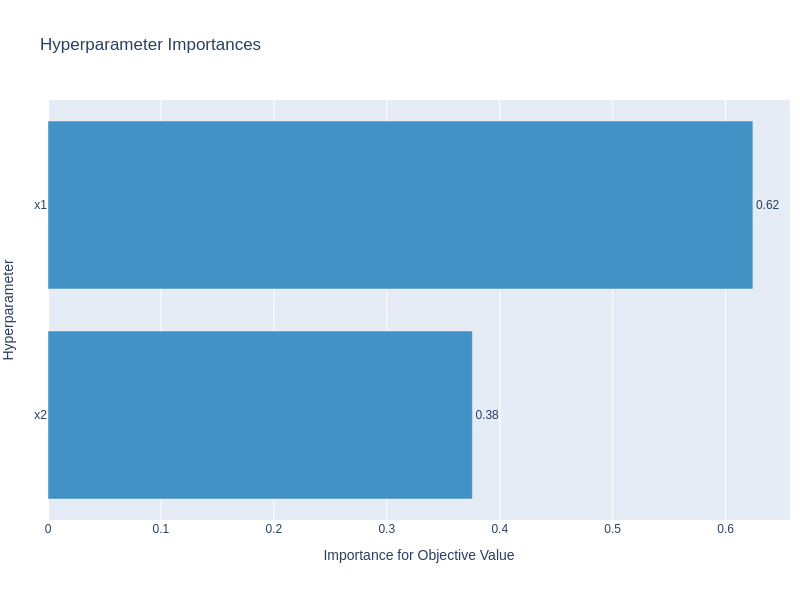 Hyperparameter Importances
Hyperparameter
x1
0.62
x2
0.38
0 0.1 0.2 0.3 0.4 0.5 0.6
Importance for Objective Value